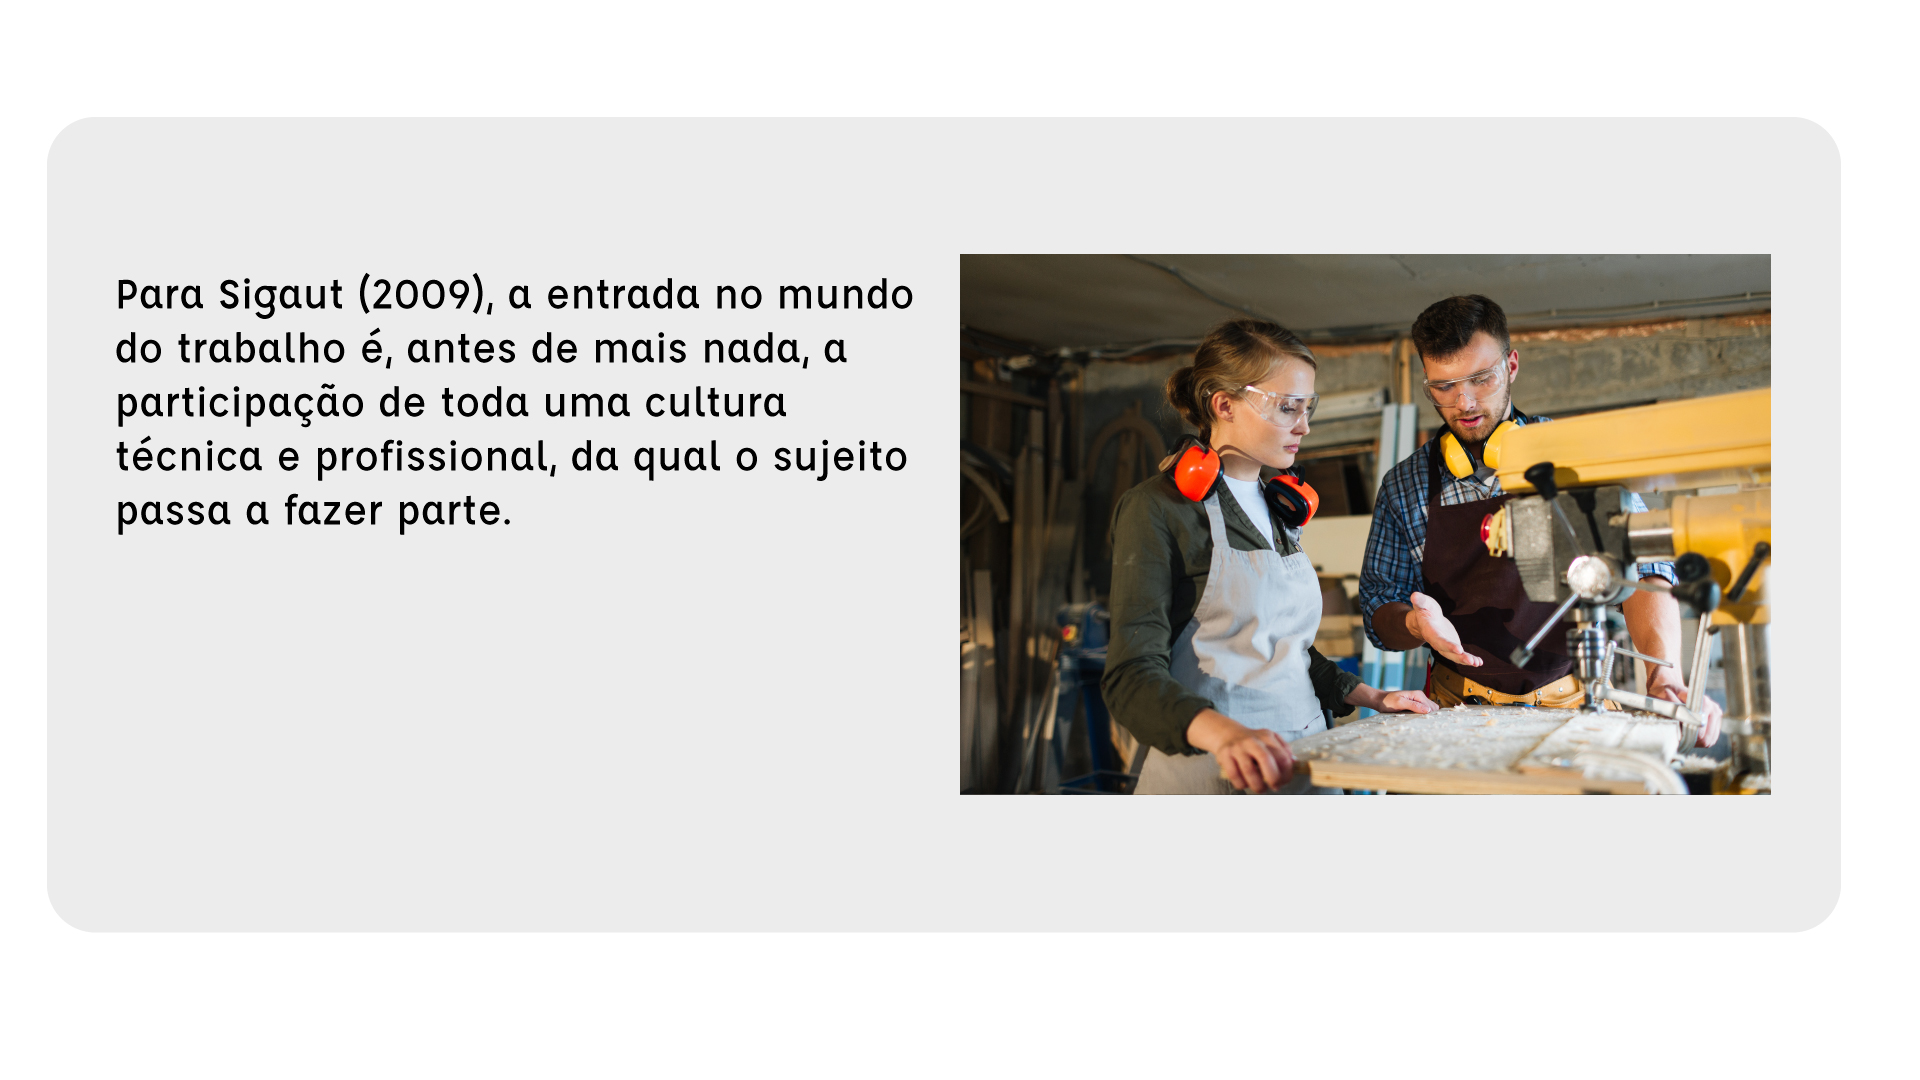 Para Sigaut (2009), a entrada no mundo
do trabalho é, antes de mais nada, a
participação de toda uma cultura
técnica e profissional, da qual o sujeito
passa a fazer parte.